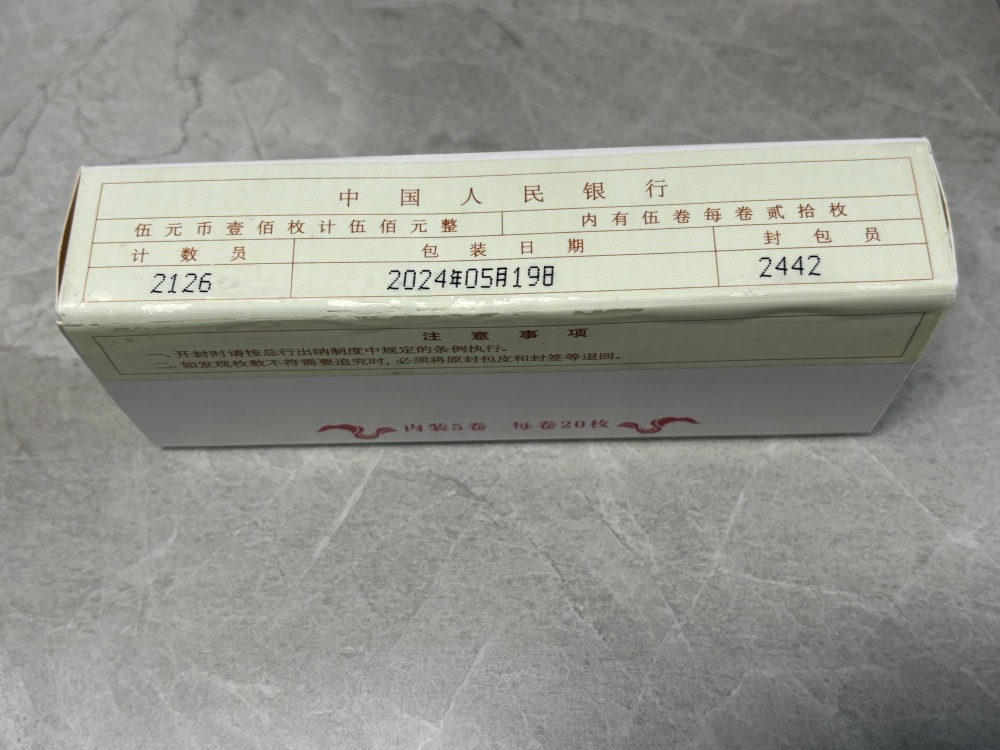 中国人民银行
伍元币壹佰枚计伍佰元整 内有伍卷每卷贰拾枚
计数员 包装日期 封包员
2126 2024年05月19日 2442
注意事项
一、开封时请按总行出纳制度中规定的条例执行。
二、如发现枚数不符需要追究时，必须将原封包皮和封签等退回。
内装5卷 每卷20枚